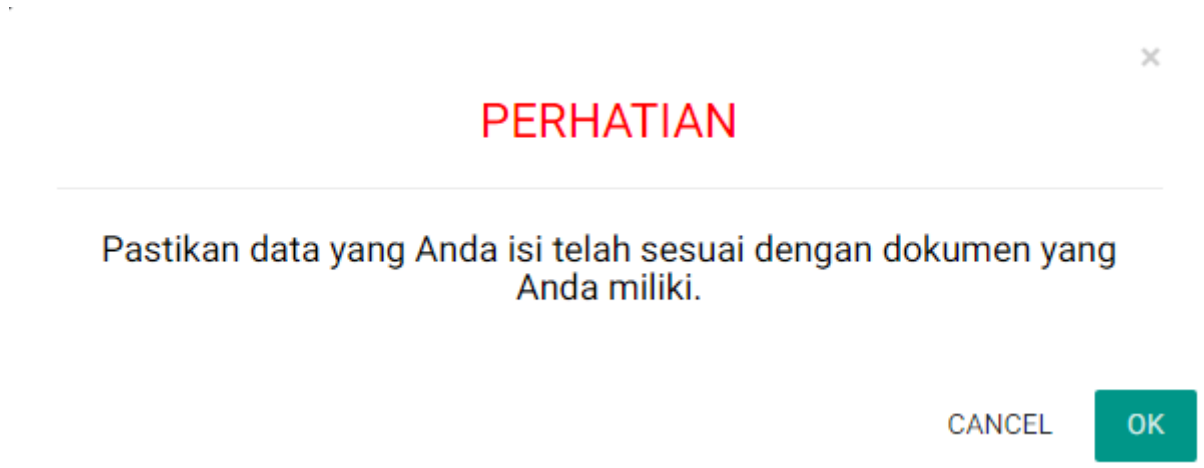 ×
PERHATIAN
Pastikan data yang Anda isi telah sesuai dengan dokumen yang
Anda miliki.
CANCEL OK